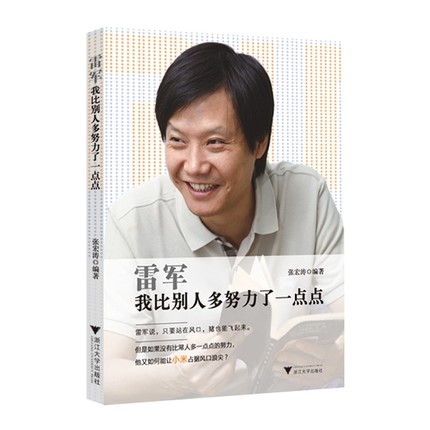 雷军
我比别人多努力了一点点
张宏涛◎编著
浙江大学出版社
雷军
张宏涛◎编著
我比别人多努力了一点点
雷军说,只要站在风口,猪也能飞起来。
但是如果没有比常人多一点点的努力,
他又如何能让小米占据风口浪尖?
浙江大学出版社